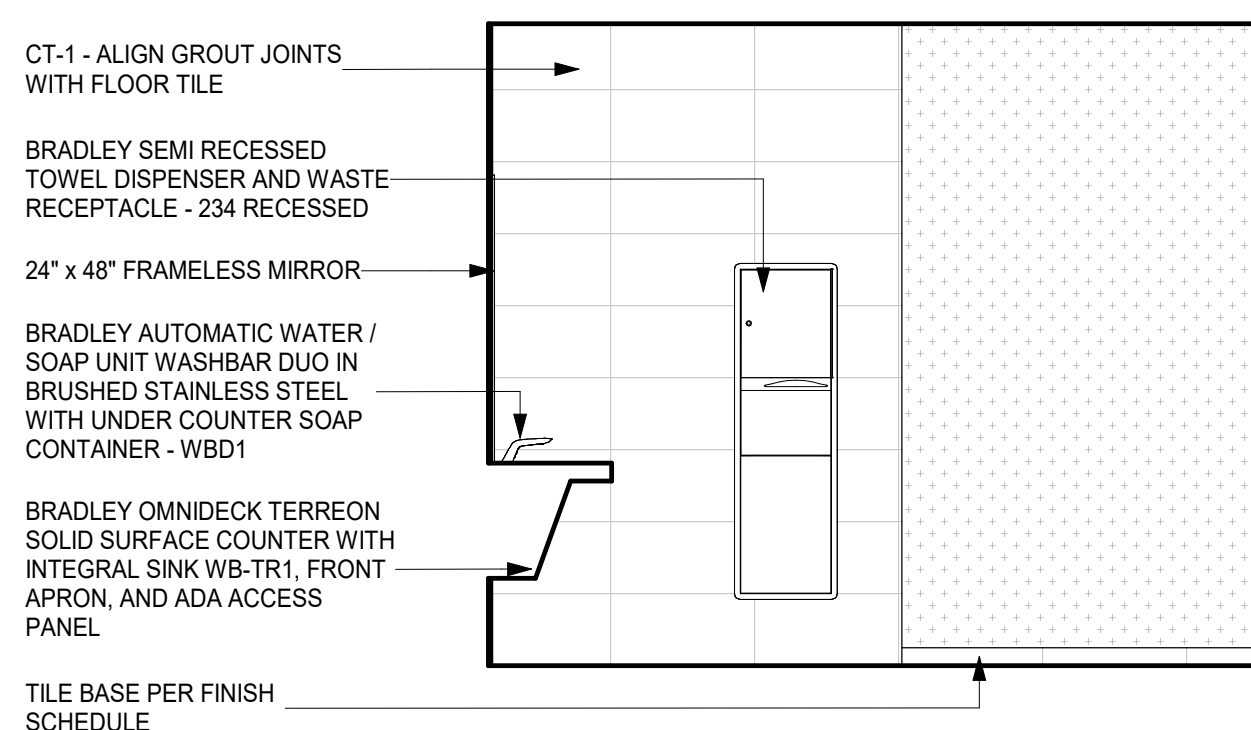 CT-1 - ALIGN GROUT JOINTS
WITH FLOOR TILE
BRADLEY SEMI RECESSED
TOWEL DISPENSER AND WASTE
RECEPTACLE - 234 RECESSED
24" x 48" FRAMELESS MIRROR
BRADLEY AUTOMATIC WATER /
SOAP UNIT WASHBAR DUO IN
BRUSHED STAINLESS STEEL
WITH UNDER COUNTER SOAP
CONTAINER - WBD1
BRADLEY OMNIDECK TERREON
SOLID SURFACE COUNTER WITH
INTEGRAL SINK WB-TR1, FRONT
APRON, AND ADA ACCESS
PANEL
TILE BASE PER FINISH
SCHEDULE